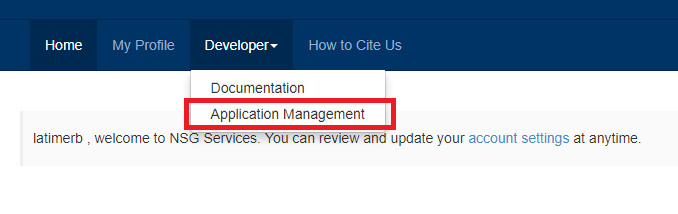 Home My Profile Developer How to Cite Us
Documentation
Application Management
latimerb , welcome to NSG Services. You can review and update your account settings at anytime.